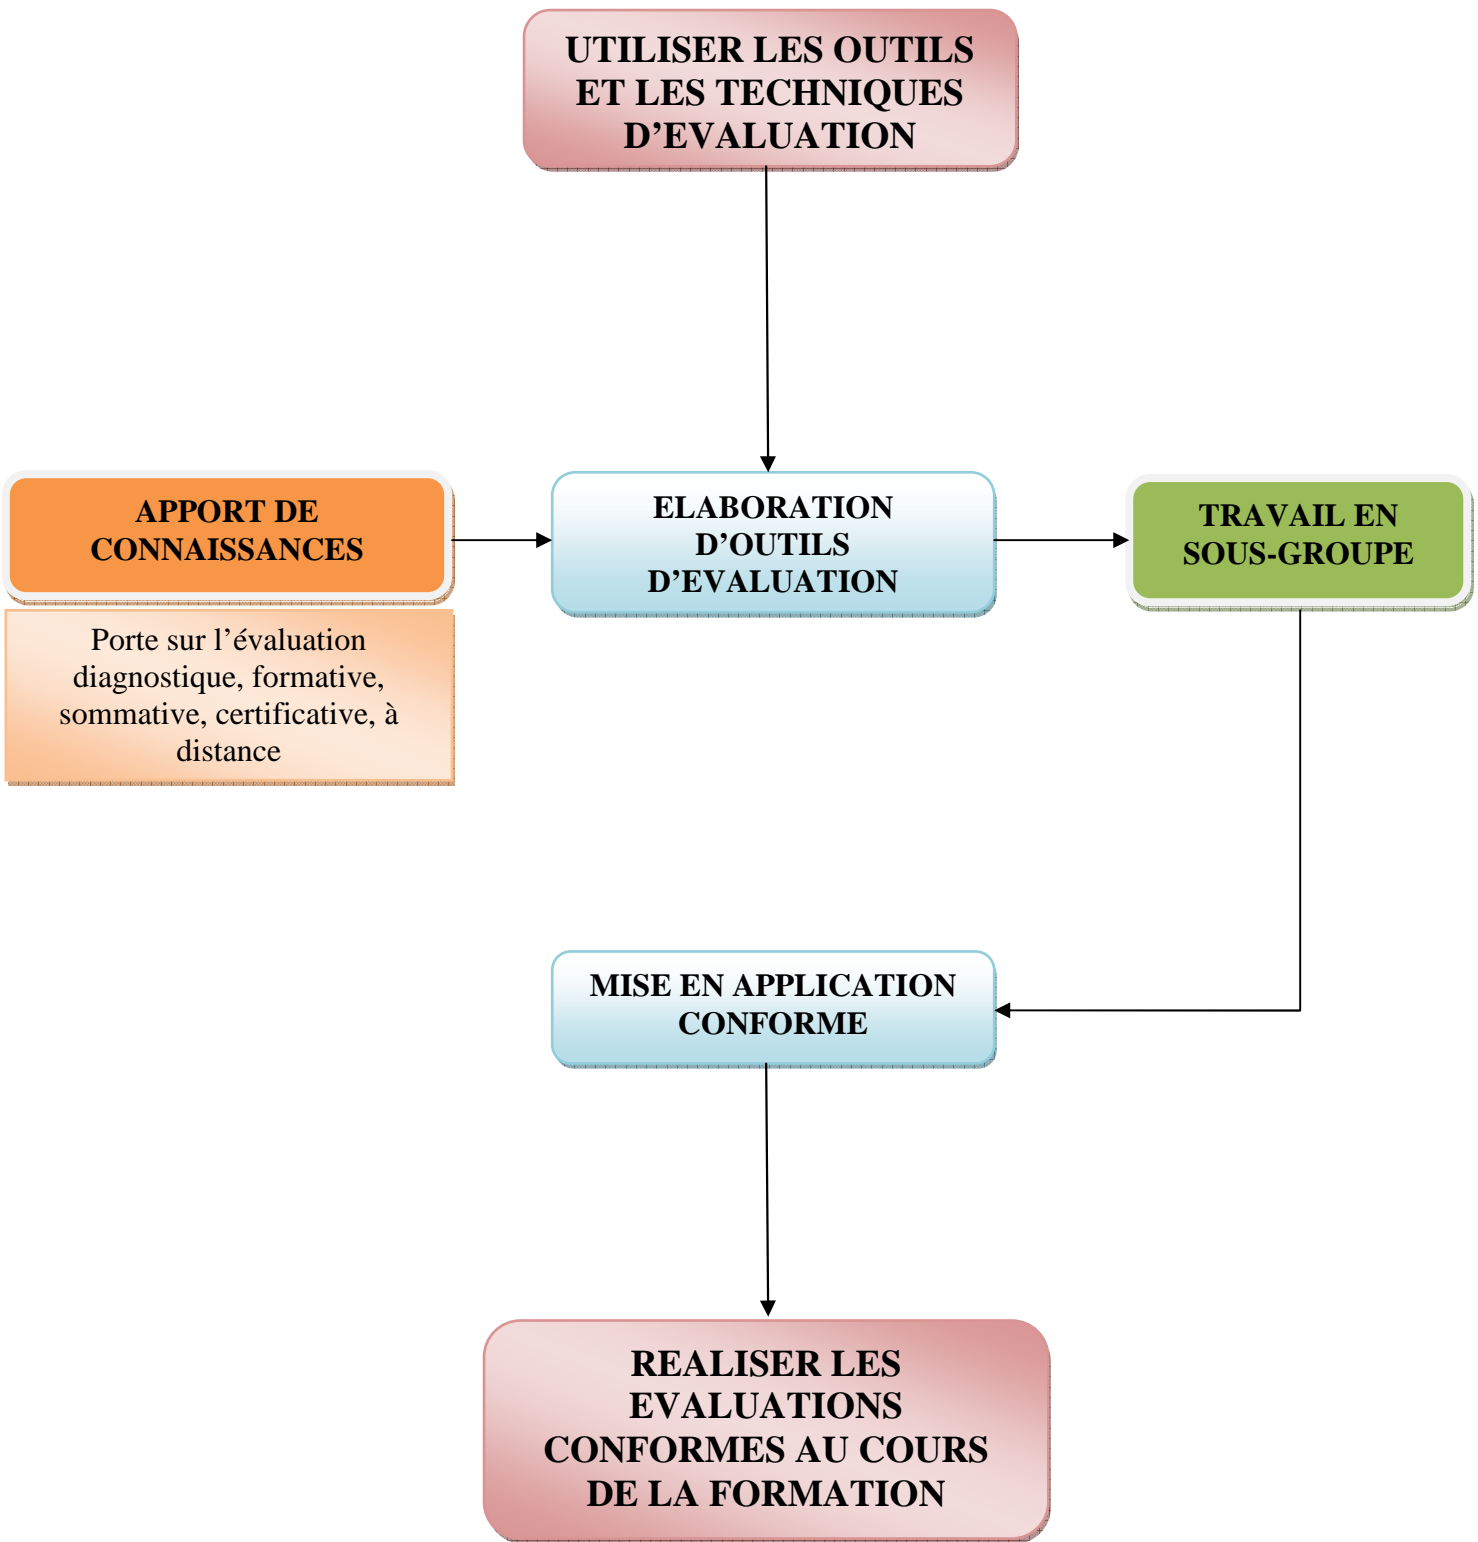 UTILISER LES OUTILS
ET LES TECHNIQUES
D’EVALUATION
APPORT DE
CONNAISSANCES
Porte sur l’évaluation
diagnostique, formative,
sommative, certificative, à
distance
ELABORATION
D’OUTILS
D’EVALUATION
TRAVAIL EN
SOUS-GROUPE
MISE EN APPLICATION
CONFORME
REALISER LES
EVALUATIONS
CONFORMES AU COURS
DE LA FORMATION